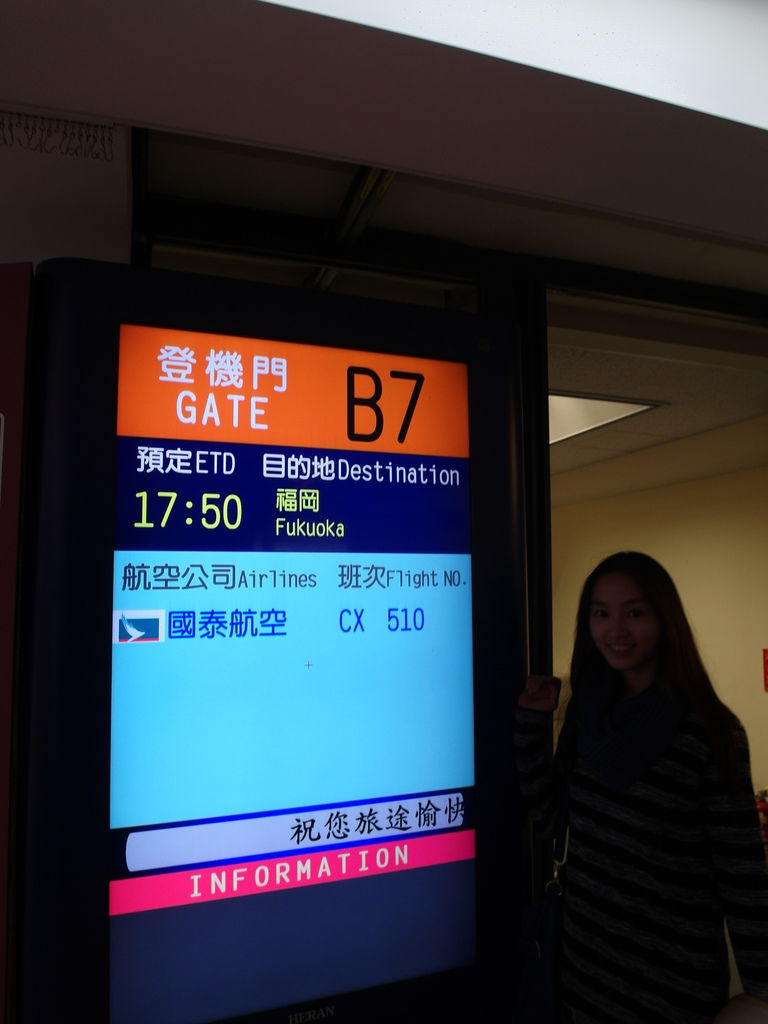 登機門
GATE
B7
預定ETD 目的地Destination
17:50 福岡
Fukuoka
航空公司Airlines 班次Flight NO.
國泰航空 CX 510
祝您旅途愉快
INFORMATION
HERAN